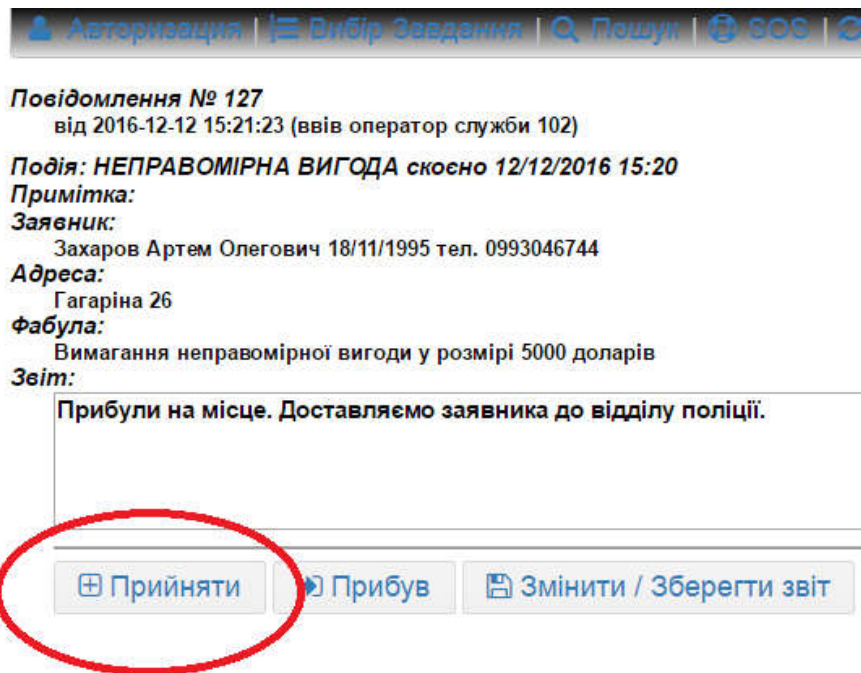 Авторизация | Вибір Завдання | Пошук | SOS |
Повідомлення № 127
від 2016-12-12 15:21:23 (ввів оператор служби 102)
Подія: НЕПРАВОМІРНА ВИГОДА скоєно 12/12/2016 15:20
Примітка:
Заявник:
Захаров Артем Олегович 18/11/1995 тел. 0993046744
Адреса:
Гагаріна 26
Фабула:
Вимагання неправомірної вигоди у розмірі 5000 доларів
Звіт:
Прибули на місце. Доставляємо заявника до відділу поліції.
Прийняти Прибув Змінити / Зберегти звіт